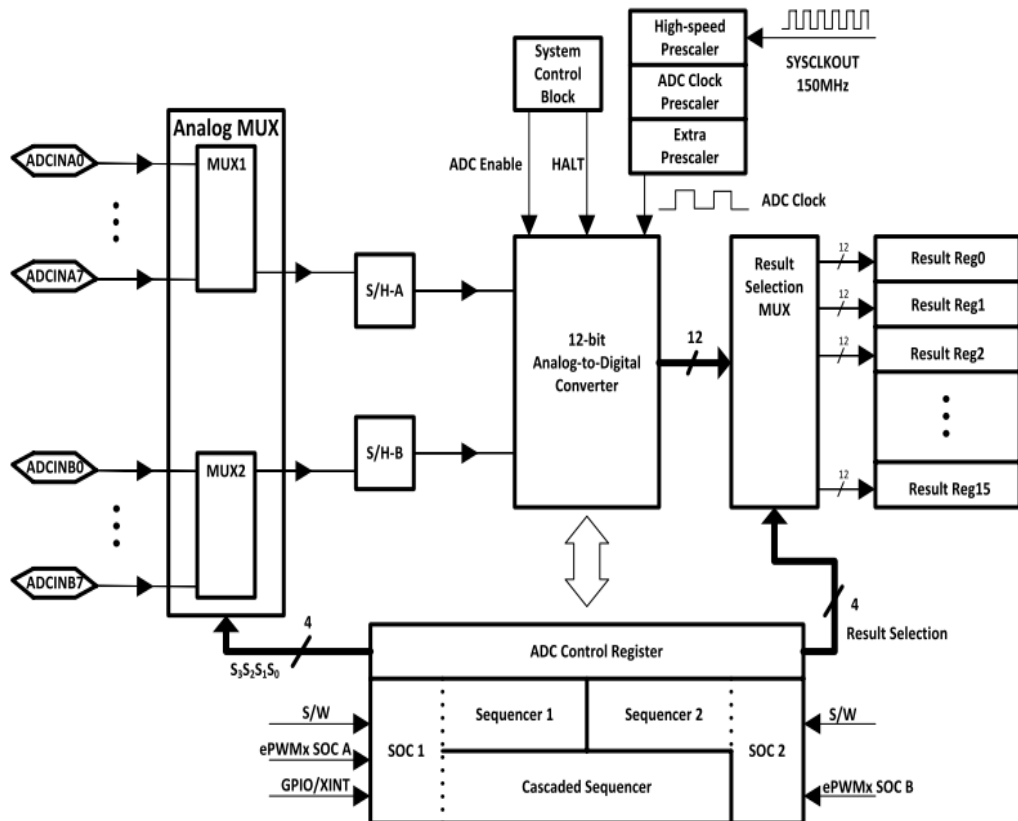 High-speed
Prescaler
SYSCLKOUT
150MHz
System
Control
Block
ADC Clock
Prescaler
Extra
Prescaler
Analog MUX
ADCINA0
MUX1
ADC Enable
HALT
ADC Clock
ADCINA7
S/H-A
12-bit
Analog-to-Digital
Converter
12
Result
Selection
MUX
12
Result Reg0
12
Result Reg1
12
Result Reg2
12
Result Reg15
ADCINB0
MUX2
S/H-B
ADCINB7
4
S₃S₂S₁S₀
4
Result Selection
ADC Control Register
S/W
ePWMx SOC A
GPIO/XINT
SOC 1
Sequencer 1
Sequencer 2
SOC 2
Cascaded Sequencer
S/W
ePWMx SOC B